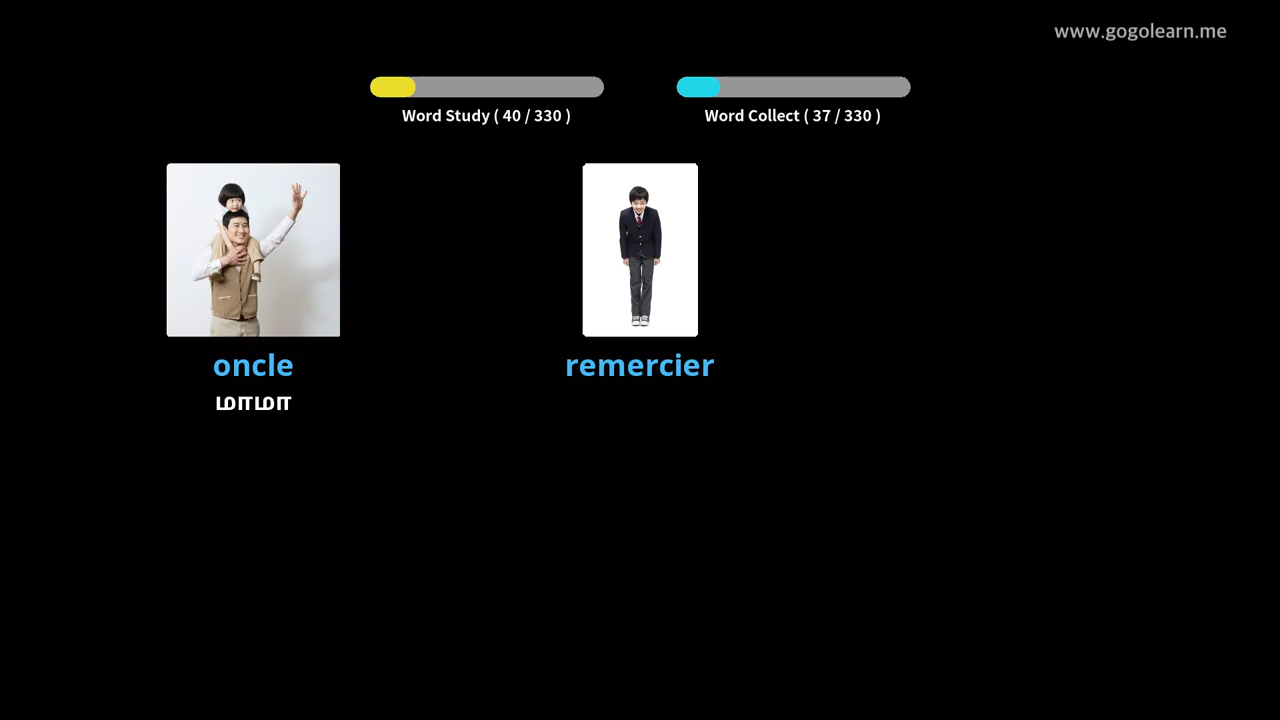 www.gogolearn.me
Word Study ( 40 / 330 )
Word Collect ( 37 / 330 )
oncle
மாமா
remercier